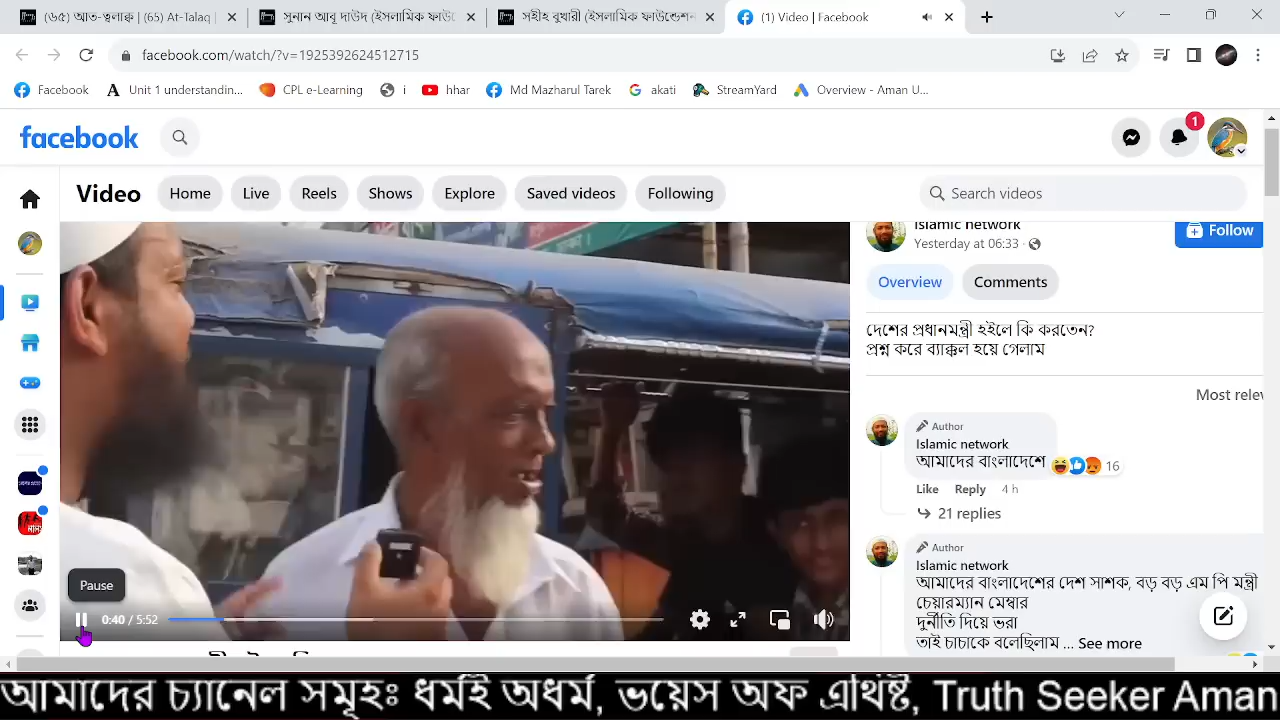 (৬৫) আত-ত্বলাক | (65) At-Talaq |
সুনান আবূ দাউদ (ইসলামিক ফাউন্ডে
সহীহ বুখারী (ইসলামিক ফাউন্ডেশন
(1) Video | Facebook
facebook.com/watch/?v=1925392624512715
Facebook
Unit 1 understandin...
CPL e-Learning
i
hhar
Md Mazharul Tarek
akati
StreamYard
Overview - Aman U...
facebook
1
Video
Home
Live
Reels
Shows
Explore
Saved videos
Following
Search videos
Islamic network
Yesterday at 06:33
Follow
Overview
Comments
দেশের প্রধানমন্ত্রী হইলে কি করতেন?
প্রশ্ন করে ব্যাক্কল হয়ে গেলাম
Most rele
Author
Islamic network
আমাদের বাংলাদেশে
16
Like Reply 4 h
21 replies
Author
Islamic network
আমাদের বাংলাদেশের দেশ সাশক, বড় বড় এম পি মন্ত্রী
চেয়ারম্যান মেম্বার
দুর্নীতি দিয়ে ভরা
তাই চাচাকে বলেছিলাম ... See more
Pause
0:40 / 5:52
আমাদের চ্যানেল সমূহঃ ধর্মই অধর্ম, ভয়েস অফ এথিষ্ট, Truth Seeker Aman